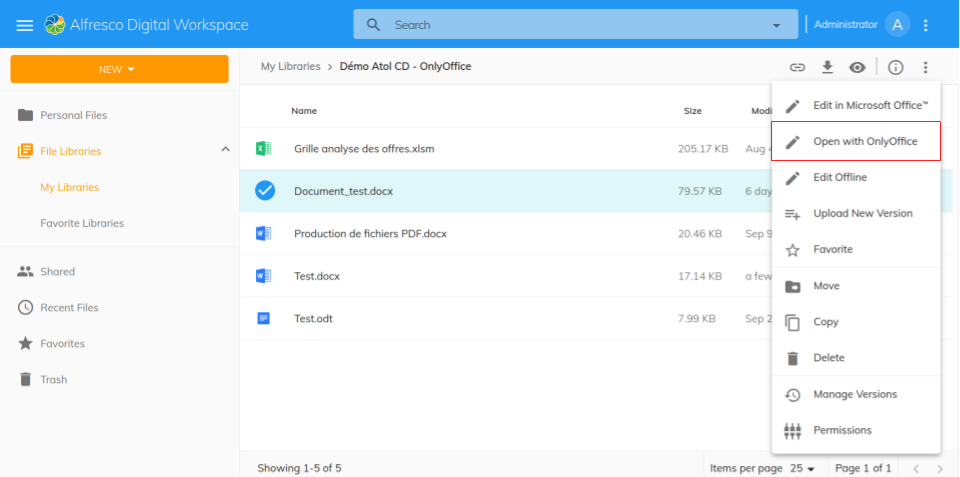 Alfresco Digital Workspace
Search
Administrator
A
NEW
My Libraries > Démo Atol CD - OnlyOffice
Personal Files
File Libraries
My Libraries
Favorite Libraries
Shared
Recent Files
Favorites
Trash
Name Size Modi
Grille analyse des offres.xlsm 205.17 KB Aug 4
Document_test.docx 79.57 KB 6 day
Production de fichiers PDF.docx 20.46 KB Sep 9
Test.docx 17.14 KB a few
Test.odt 7.99 KB Sep 2
Edit in Microsoft Office™
Open with OnlyOffice
Edit Offline
Upload New Version
Favorite
Move
Copy
Delete
Manage Versions
Permissions
Showing 1-5 of 5
Items per page 25
Page 1 of 1